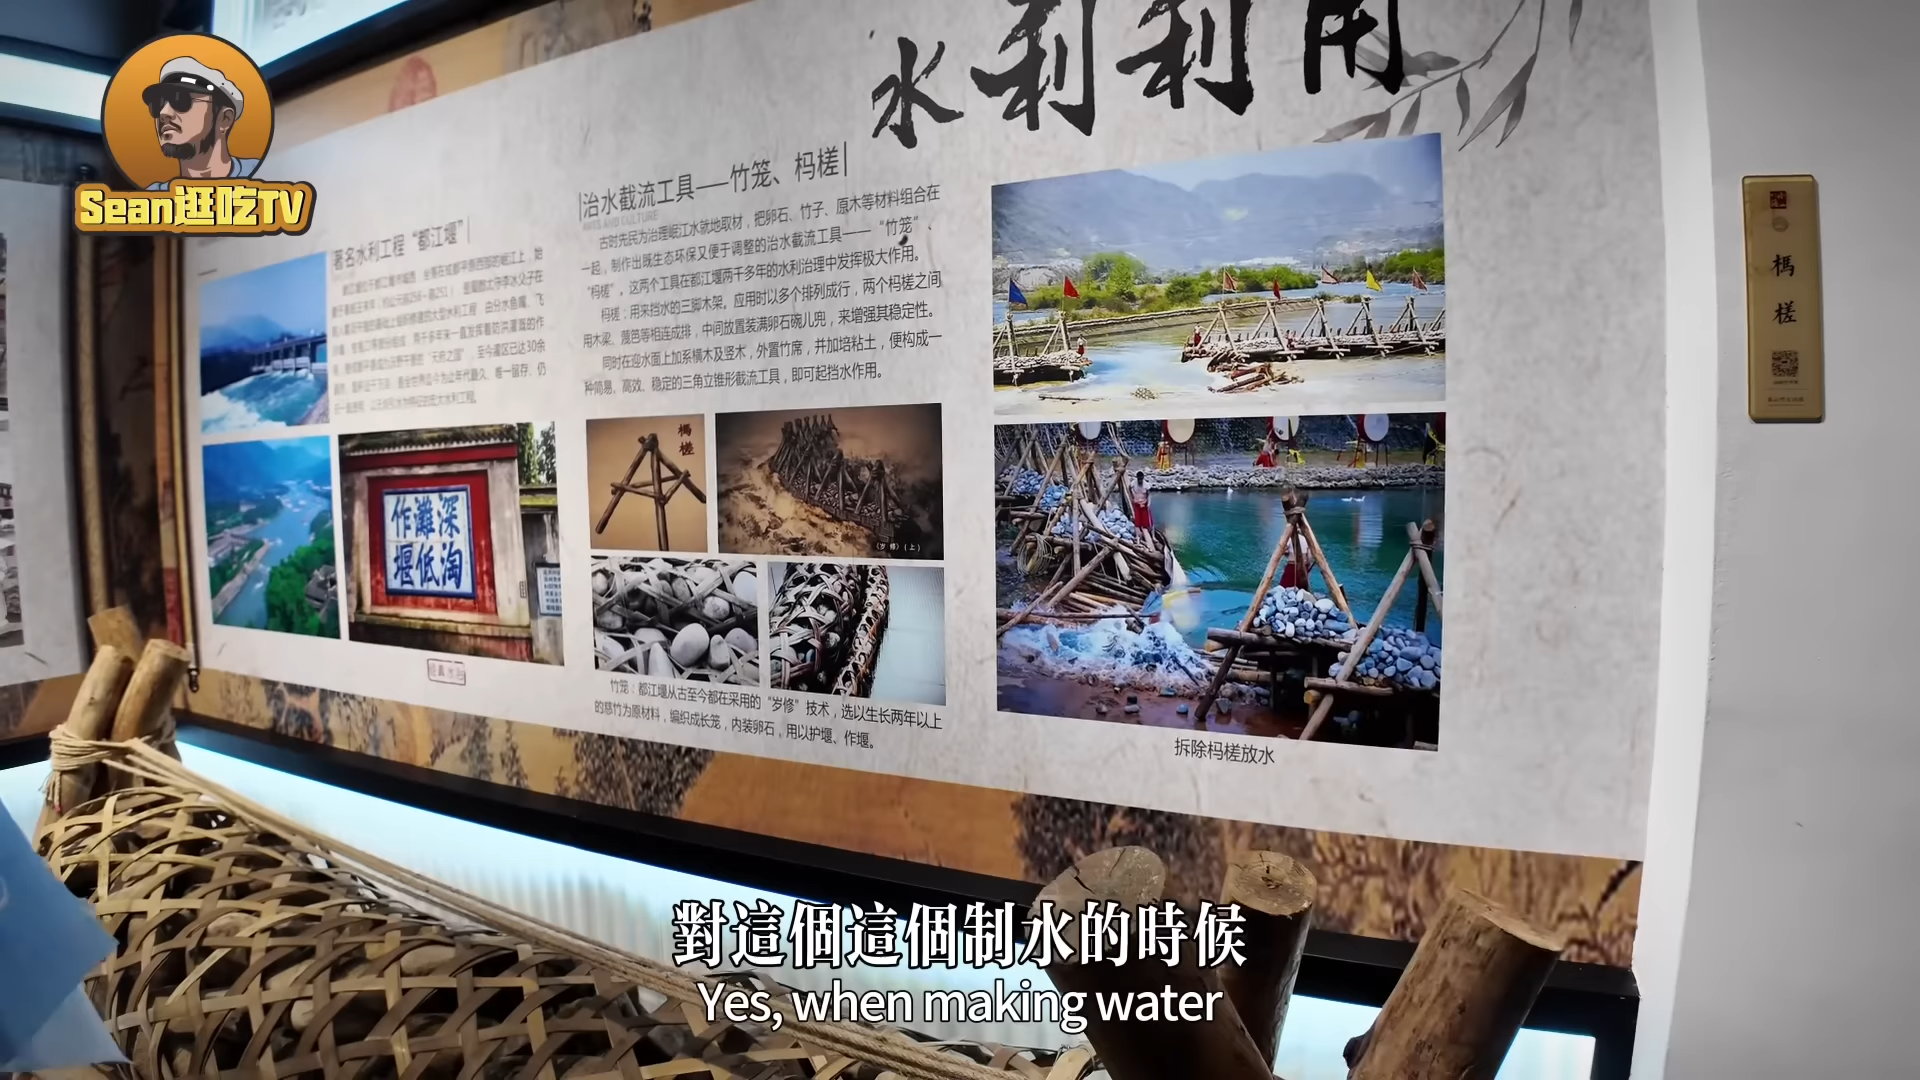 Sean逛吃TV
水利利用
著名水利工程“都江堰”
治水截流工具——竹笼、杩槎
ARTS AND CULTURE
古时先民为治理岷江水就地取材，把卵石、竹子、原木等材料组合在
一起，制作出既生态环保又便于调整的治水截流工具——“竹笼”、
“杩槎”。这两个工具在都江堰两千多年的水利治理中发挥极大作用。
杩槎：用来挡水的三脚木架。应用时以多个排列成行，两个杩槎之间
用木梁、篾笆等相连成排，中间放置装满卵石碗儿兜，来增强其稳定性。
同时在迎水面上加系横木及竖木，外置竹席，并加培粘土，便构成一
种简易、高效、稳定的三角立锥形截流工具，即可起挡水作用。
榪槎
《岁修》（上）
深淘
灘低
作堰
竹笼：都江堰从古至今都在采用的“岁修”技术，选以生长两年以上
的慈竹为原材料，编织成长笼，内装卵石，用以护堰、作堰。
拆除杩槎放水
榪槎
對這個這個制水的時候
Yes, when making water